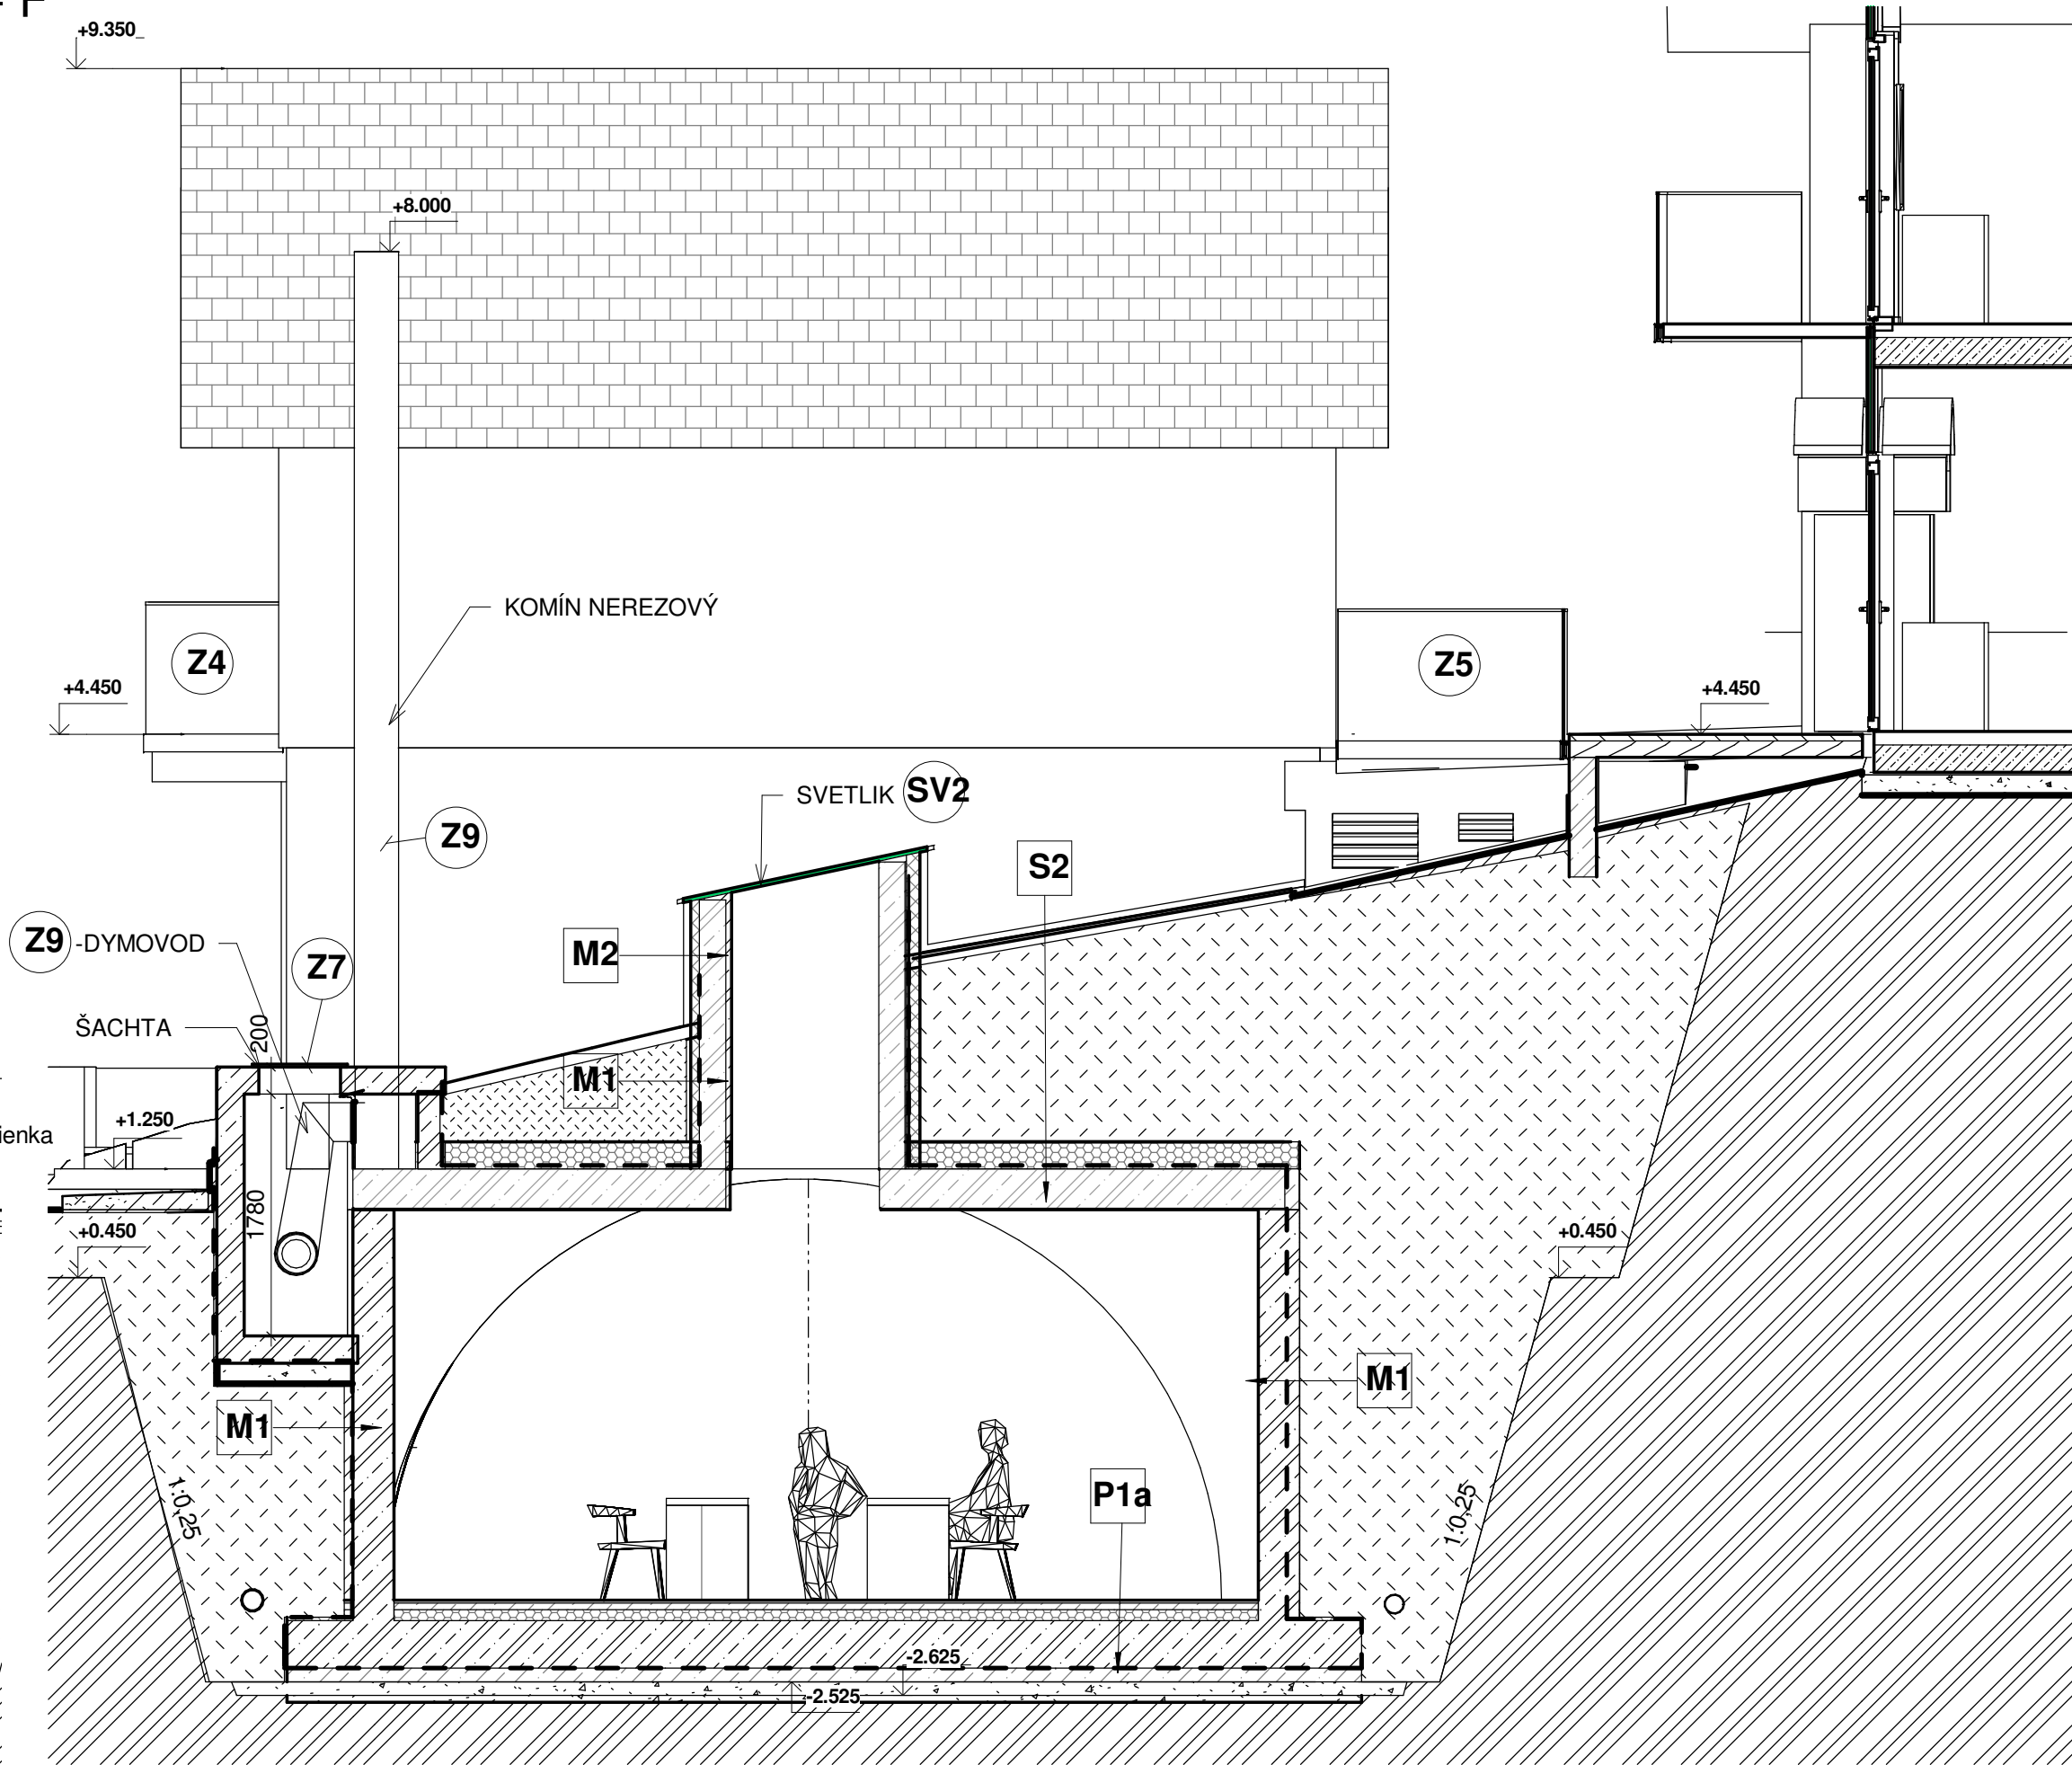 F
+9.350
+8.000
KOMÍN NEREZOVÝ
Z4
Z5
+4.450
+4.450
SVETLIK SV2
Z9
S2
Z9 -DYMOVOD
M2
Z7
ŠACHTA
200
M1
+1.250
ienka
1780
+0.450
+0.450
M1
M1
P1a
1:0,25
1:0,25
-2.625
-2.525